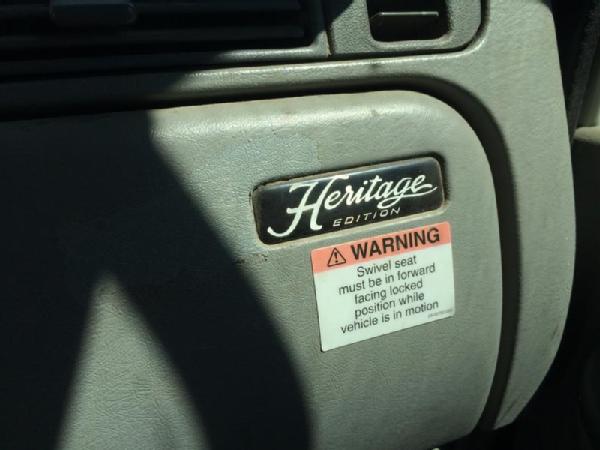 Heritage
EDITION
WARNING
Swivel seat
must be in forward
facing locked
position while
vehicle is in motion